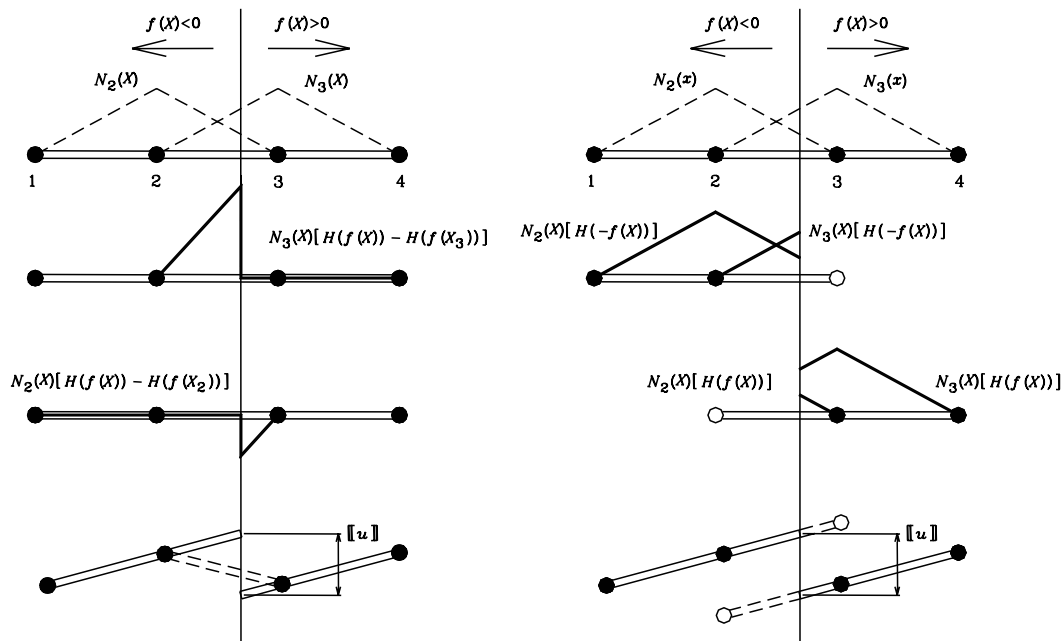 f(X)<0 f(X)>0
N₂(X) N₃(X)
1 2 3 4
N₃(X)[H(f(X))−H(f(X₃))]
N₂(X)[H(f(X))−H(f(X₂))]
⟦u⟧
f(X)<0 f(X)>0
N₂(x) N₃(x)
1 2 3 4
N₂(X)[H(−f(X))] N₃(X)[H(−f(X))]
N₂(X)[H(f(X))] N₃(X)[H(f(X))]
⟦u⟧